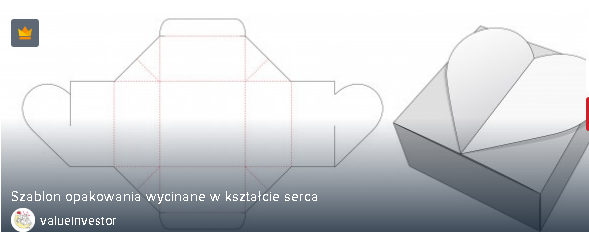 Szablon opakowania wycinane w kształcie serca
valueinvestor